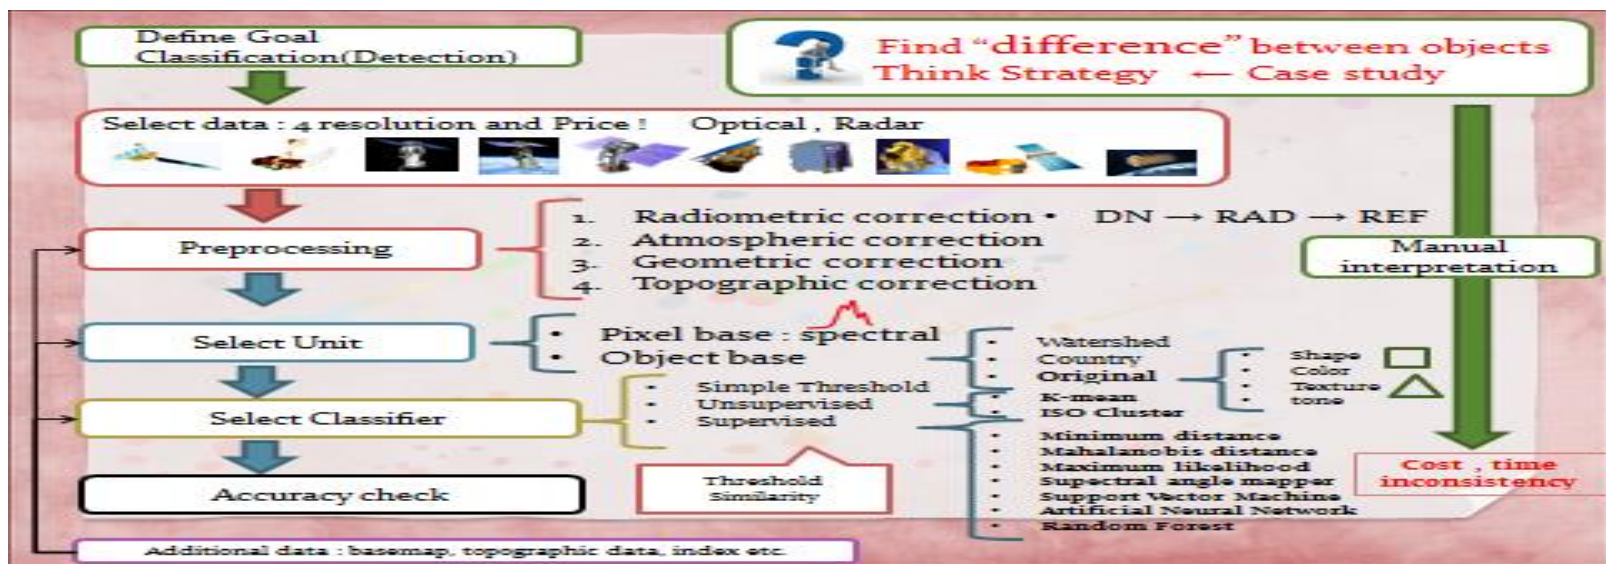 Define Goal
Classification(Detection)
Find “difference” between objects
Think Strategy ← Case study
Select data : 4 resolution and Price ! Optical , Radar
Preprocessing
1. Radiometric correction • DN → RAD → REF
2. Atmospheric correction
3. Geometric correction
4. Topographic correction
Manual
interpretation
Select Unit
• Pixel base : spectral
• Object base
• Watershed
• Country
• Original
• Shape
• Color
• Texture
• tone
Select Classifier
• Simple Threshold
• Unsupervised
• Supervised
• K-mean
• ISO Cluster
• Minimum distance
• Mahalanobis distance
• Maximum likelihood
• Supectral angle mapper
• Support Vector Machine
• Artificial Neural Network
• Random Forest
Threshold
Similarity
Cost , time
inconsistency
Accuracy check
Additional data : basemap, topographic data, index etc.